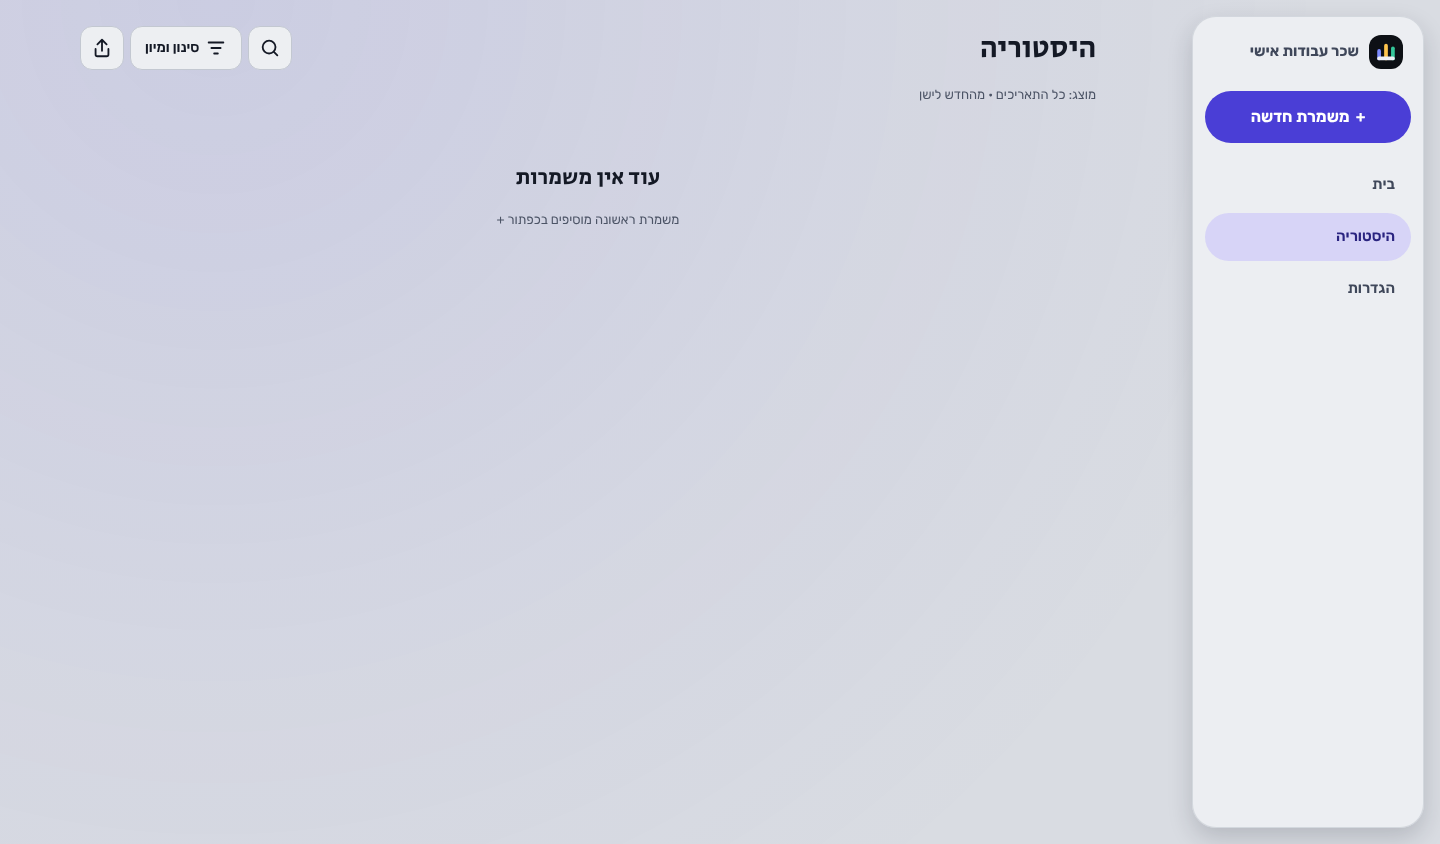 שכר עבודות אישי
+ משמרת חדשה
בית
היסטוריה
הגדרות
היסטוריה
מוצג: כל התאריכים • מהחדש לישן
סינון ומיון
עוד אין משמרות
משמרת ראשונה מוסיפים בכפתור +